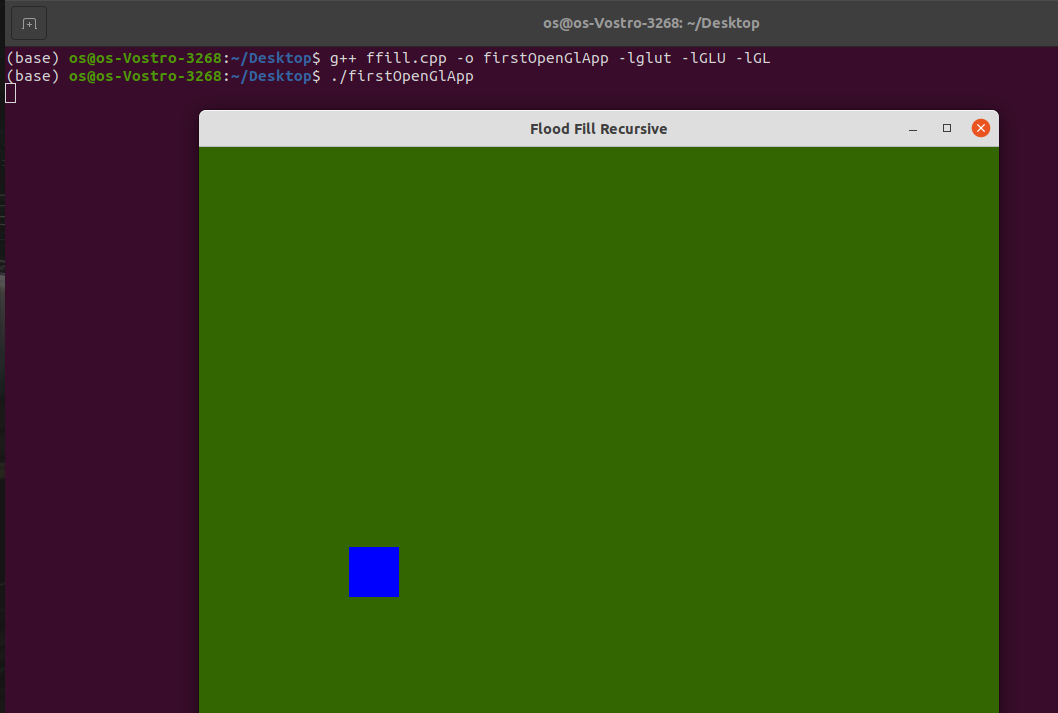 os@os-Vostro-3268: ~/Desktop
(base) os@os-Vostro-3268:~/Desktop$ g++ ffill.cpp -o firstOpenGlApp -lglut -lGLU -lGL
(base) os@os-Vostro-3268:~/Desktop$ ./firstOpenGlApp
Flood Fill Recursive